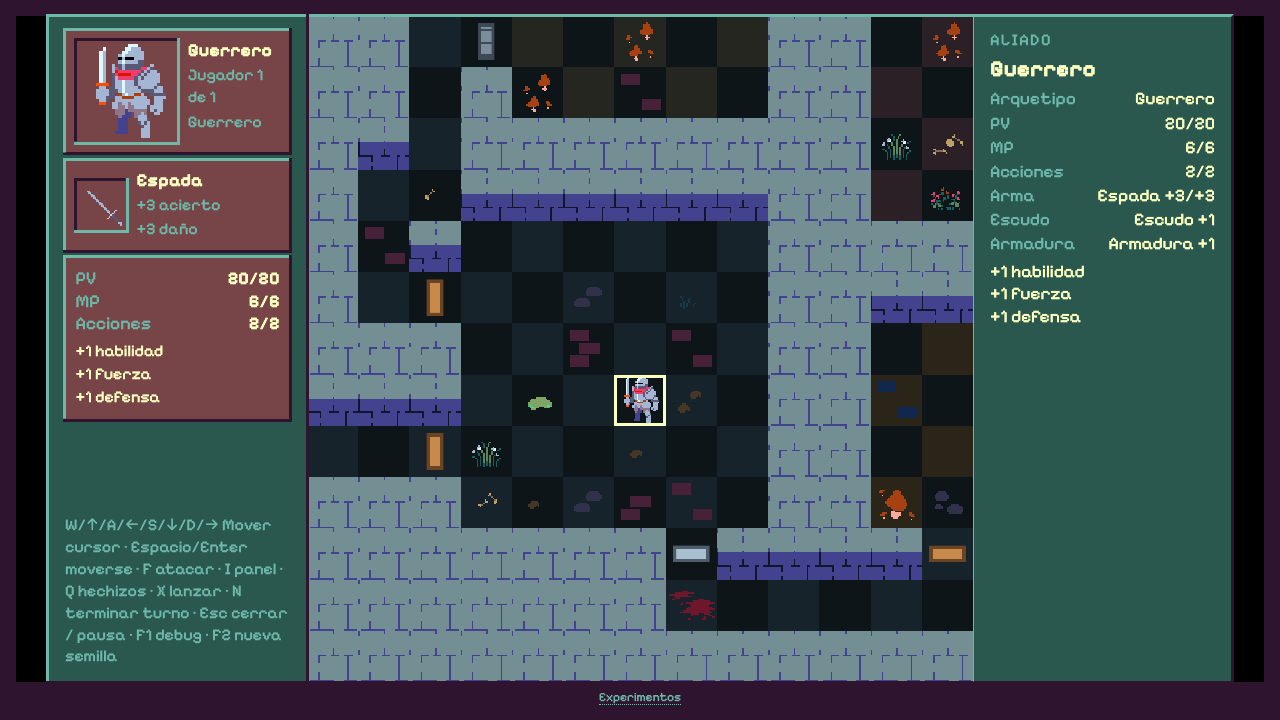 Guerrero
Jugador 1
de 1
Guerrero
Espada
+3 acierto
+3 daño
PV 20/20
MP 6/6
Acciones 2/2
+1 habilidad
+1 fuerza
+1 defensa
W/↑/A/←/S/↓/D/→ Mover
cursor · Espacio/Enter
moverse · F atacar · I panel ·
Q hechizos · X lanzar · N
terminar turno · Esc cerrar
/ pausa · F1 debug · F2 nueva
semilla
ALIADO
Guerrero
Arquetipo Guerrero
PV 20/20
MP 6/6
Acciones 2/2
Arma Espada +3/+3
Escudo Escudo +1
Armadura Armadura +1
+1 habilidad
+1 fuerza
+1 defensa
Experimentos